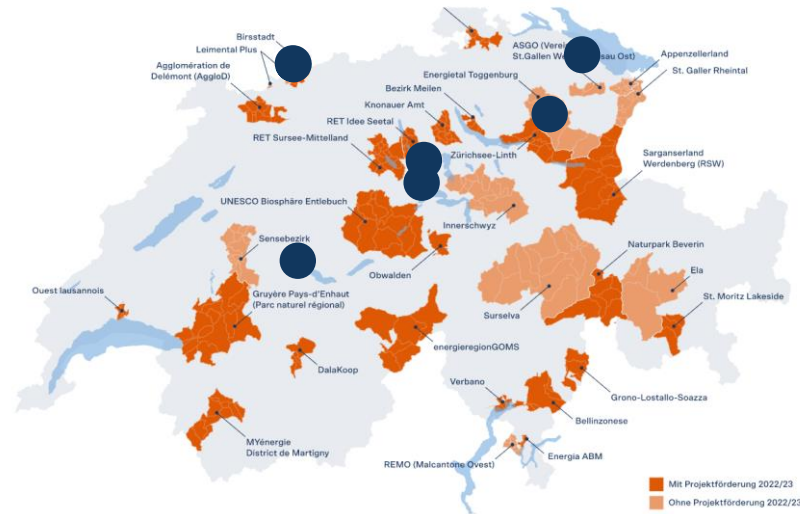 Birsstadt
Leimental Plus
Agglomération de
Delémont (AggloD)
ASGO (Verei
St.Gallen We
sau Ost)
Appenzellerland
St. Galler Rheintal
Energietal Toggenburg
Bezirk Meilen
Knonauer Amt
RET Idee Seetal
RET Sursee-Mittelland
Zürichsee-Linth
Sarganserland
Werdenberg (RSW)
UNESCO Biosphäre Entlebuch
Innerschwyz
Sensebezirk
Obwalden
Naturpark Beverin
Ela
Ouest lausannois
Gruyère Pays-d'Enhaut
(Parc naturel régional)
Surselva
St. Moritz Lakeside
energieregionGOMS
DalaKoop
Verbano
Grono-Lostallo-Soazza
Bellinzonese
MYénergie
District de Martigny
REMO (Malcantone Ovest)
Energia ABM
Mit Projektförderung 2022/23
Ohne Projektförderung 2022/23